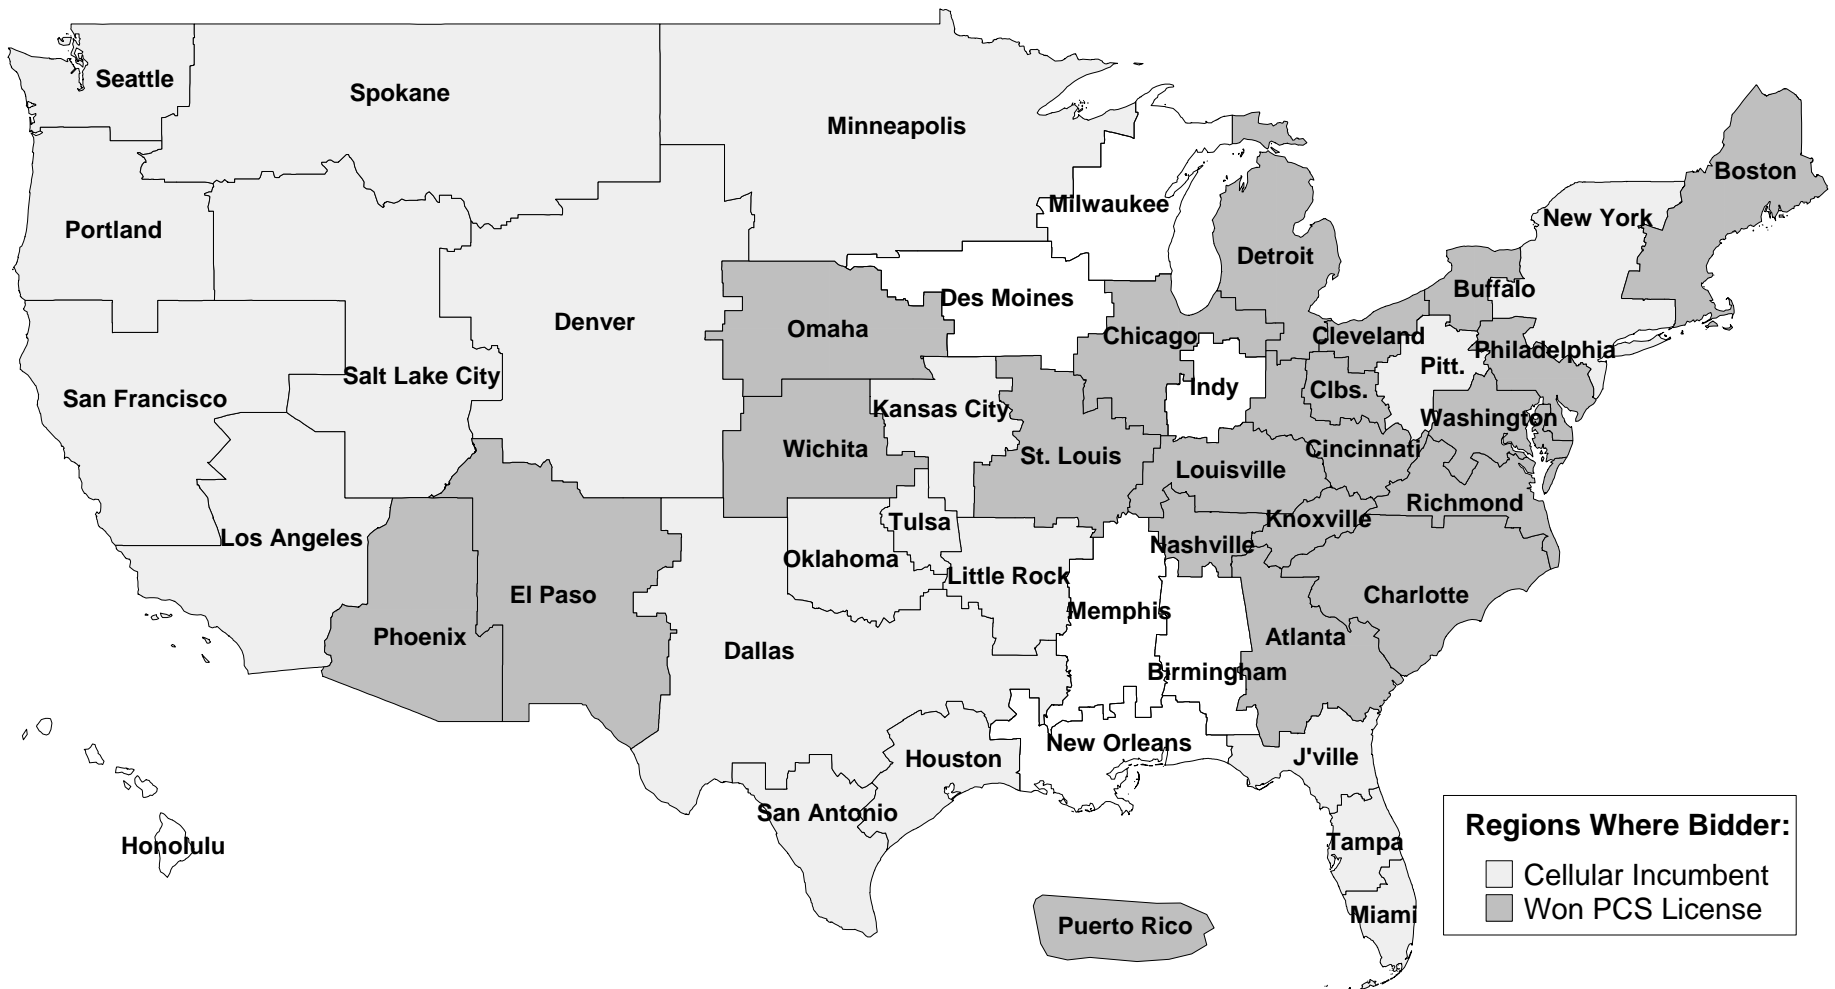 Seattle
Spokane
Minneapolis
Boston
Milwaukee
New York
Portland
Detroit
Buffalo
Des Moines
Denver
Omaha
Chicago
Cleveland
Philadelphia
Pitt.
Salt Lake City
Indy
Clbs.
San Francisco
Kansas City
Washington
Wichita
St. Louis
Cincinnati
Louisville
Richmond
Knoxville
Tulsa
Los Angeles
Nashville
Oklahoma
Little Rock
El Paso
Charlotte
Memphis
Phoenix
Atlanta
Dallas
Birmingham
New Orleans
Houston
J'ville
San Antonio
Honolulu
Tampa
Miami
Puerto Rico
Regions Where Bidder:
Cellular Incumbent
Won PCS License